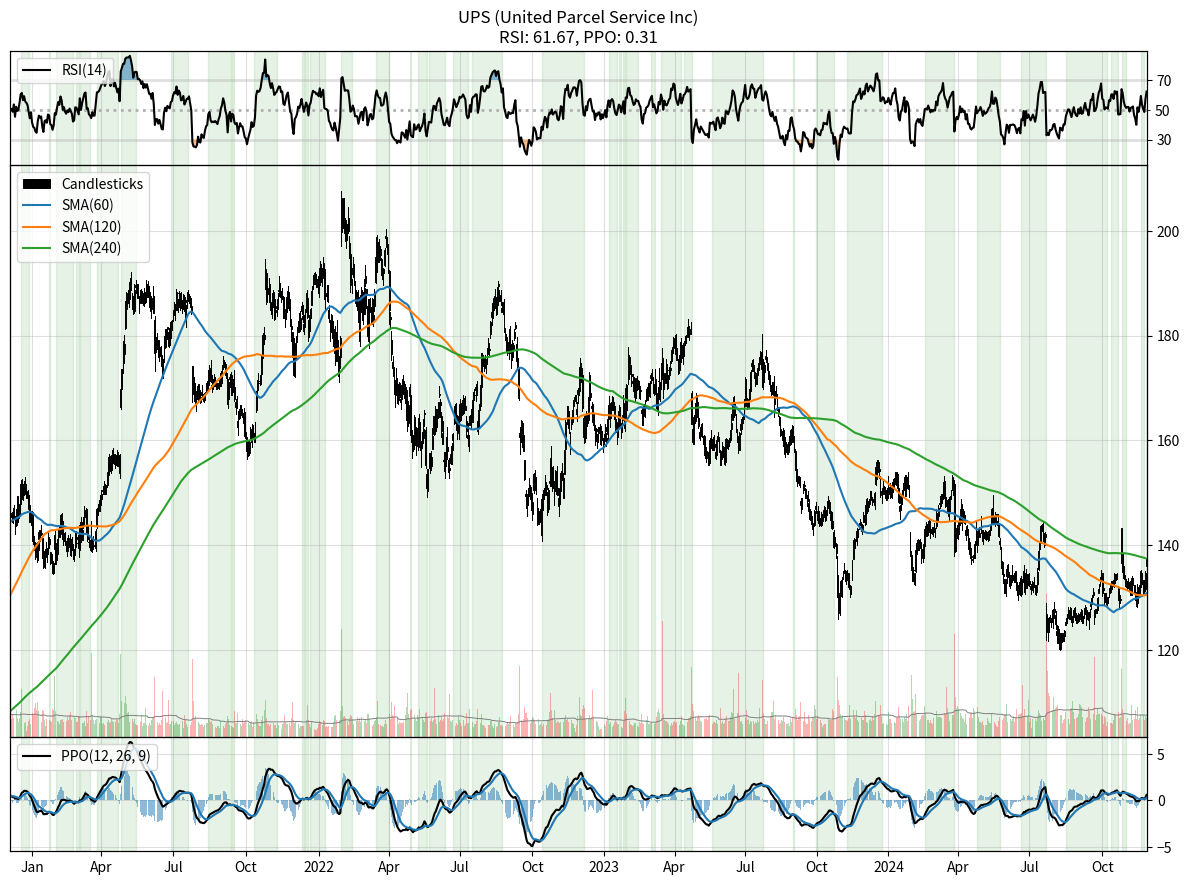 UPS (United Parcel Service Inc)
RSI: 61.67, PPO: 0.31
RSI(14)
70
50
30
Candlesticks
SMA(60)
SMA(120)
SMA(240)
200
180
160
140
120
PPO(12, 26, 9)
5
0
−5
Jan Apr Jul Oct 2022 Apr Jul Oct 2023 Apr Jul Oct 2024 Apr Jul Oct